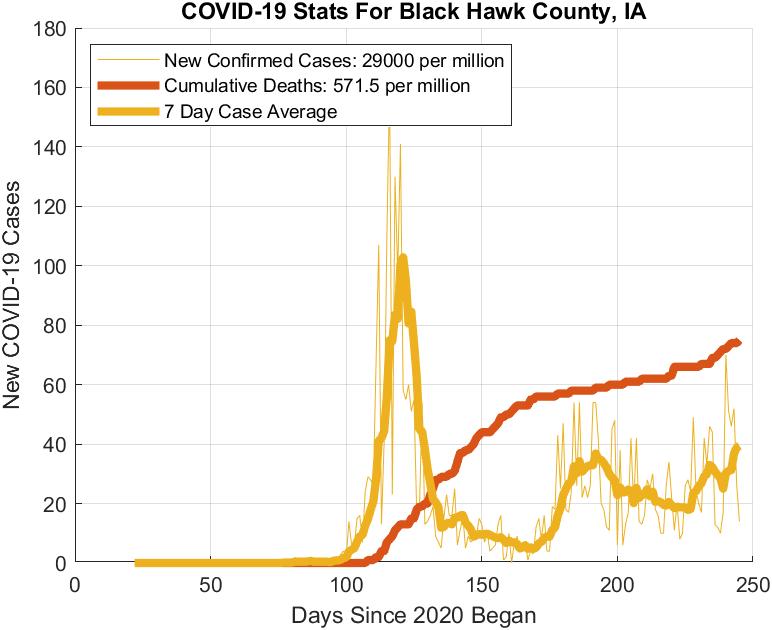 COVID-19 Stats For Black Hawk County, IA
180
160
140
120
100
80
60
40
20
0
New Confirmed Cases: 29000 per million
Cumulative Deaths: 571.5 per million
7 Day Case Average
New COVID-19 Cases
0 50 100 150 200 250
Days Since 2020 Began